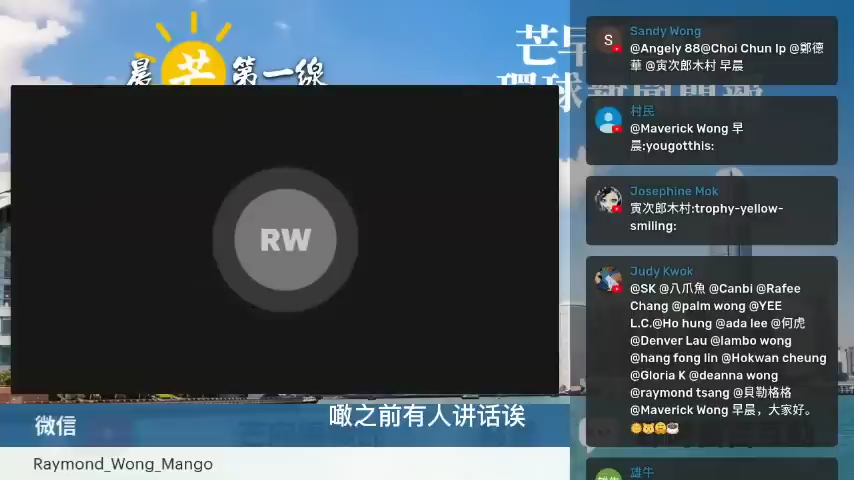 晨芒第一線
芒早
環球新聞簡報
RW
噉之前有人讲话诶
微信
Raymond_Wong_Mango
S
Sandy Wong
@Angely 88@Choi Chun Ip @鄭德
華 @寅次郎木村 早晨
村民
@Maverick Wong 早
晨:yougotthis:
Josephine Mok
寅次郎木村:trophy-yellow-
smiling:
Judy Kwok
@SK @八爪魚 @Canbi @Rafee
Chang @palm wong @YEE
L.C.@Ho hung @ada lee @何虎
@Denver Lau @lambo wong
@hang fong lin @Hokwan cheung
@Gloria K @deanna wong
@raymond tsang @貝勒格格
@Maverick Wong 早晨，大家好。
雄牛